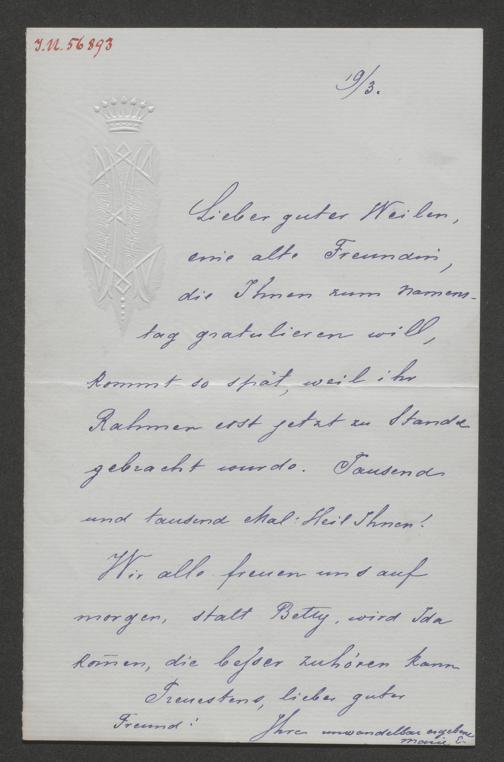 J.N. 56893
19/3.
Lieber guter Weilen,
eine alte Freundin,
die Ihnen zum Namens-
tag gratulieren will,
kommt so spät, weil ihr
Rahmen erst jetzt zu Stande
gebracht wurde. Tausend
und tausend Mal: Heil Ihnen!
Wir alle freuen uns auf
morgen, statt Betty, wird Ida
kom̄en, die beſser zuhören kann
Treuestens, lieber guter
Freund! Ihre unwandelbar ergebene
Marie E.